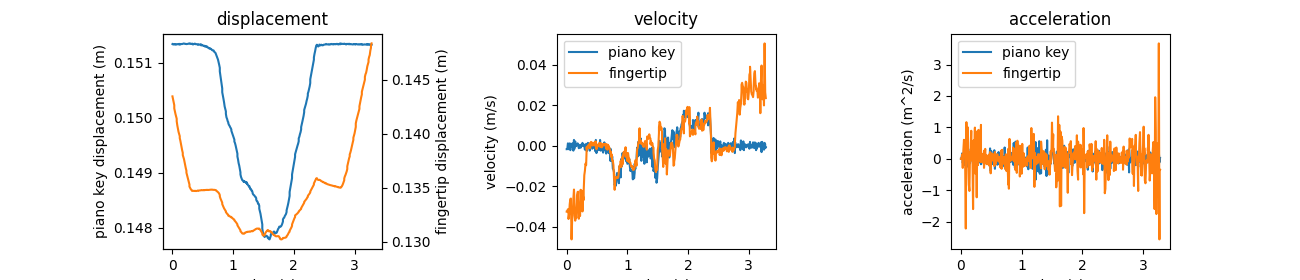 displacement
piano key displacement (m)
0.151
0.150
0.149
0.148
0.145
0.140
0.135
0.130
fingertip displacement (m)
0 1 2 3
velocity
velocity (m/s)
0.04
0.02
0.00
−0.02
−0.04
piano key
fingertip
0 1 2 3
acceleration
acceleration (m^2/s)
3
2
1
0
−1
−2
piano key
fingertip
0 1 2 3